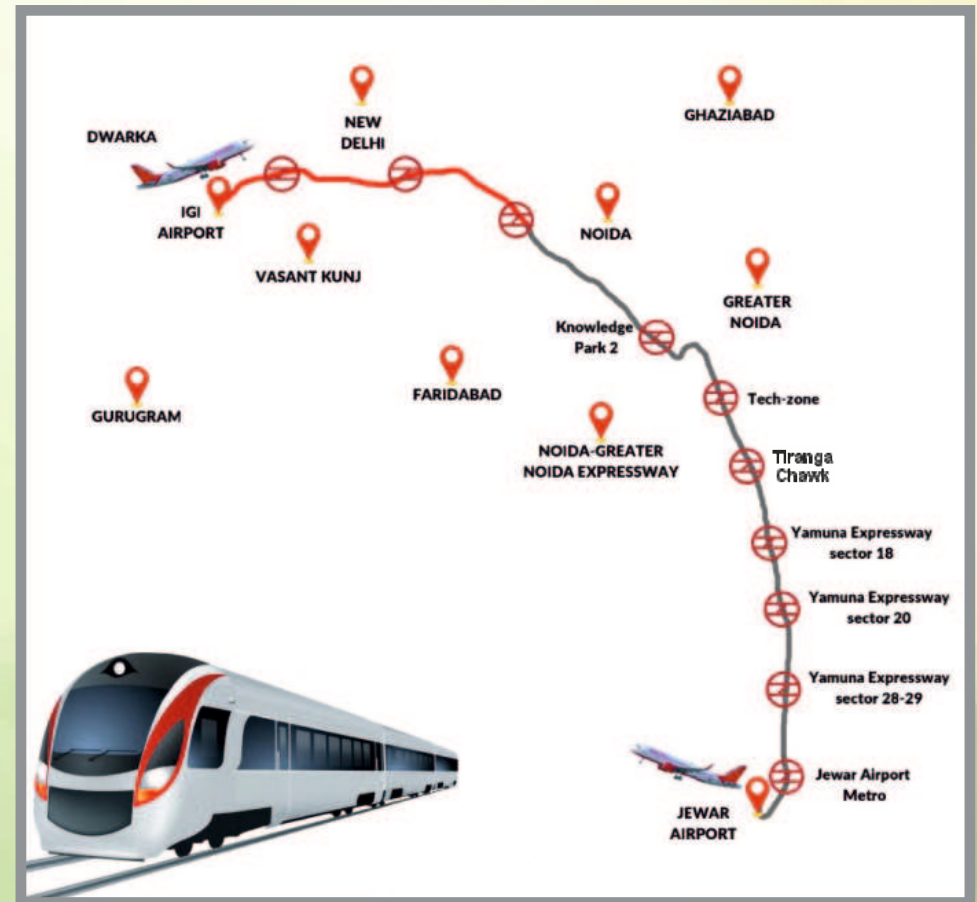 DWARKA
NEW
DELHI
GHAZIABAD
IGI
AIRPORT
VASANT KUNJ
NOIDA
GREATER
NOIDA
Knowledge
Park 2
GURUGRAM
FARIDABAD
Tech-zone
NOIDA-GREATER
NOIDA EXPRESSWAY
Tiranga
Chawk
Yamuna Expressway
sector 18
Yamuna Expressway
sector 20
Yamuna Expressway
sector 28-29
Jewar Airport
Metro
JEWAR
AIRPORT